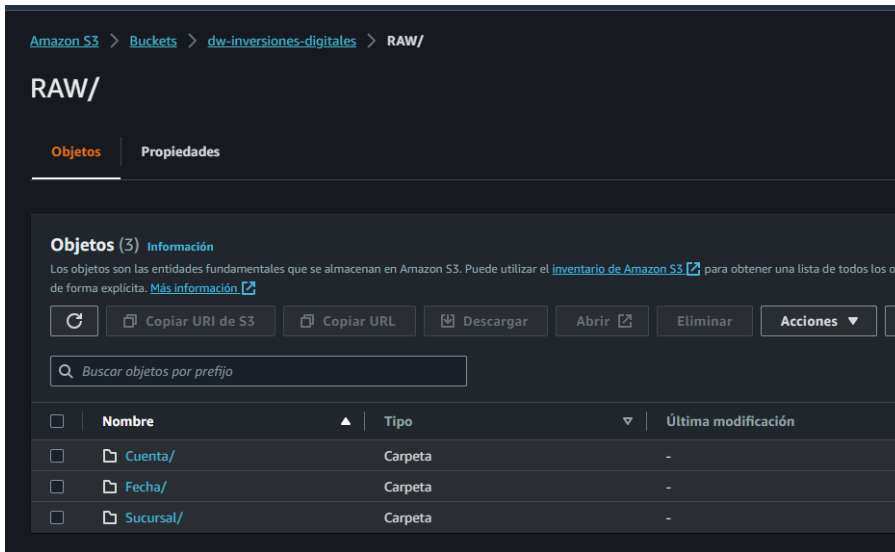 Amazon S3 > Buckets > dw-inversiones-digitales > RAW/
RAW/
Objetos Propiedades
Objetos (3) Información
Los objetos son las entidades fundamentales que se almacenan en Amazon S3. Puede utilizar el inventario de Amazon S3 para obtener una lista de todos los o
de forma explícita. Más información
Copiar URI de S3 Copiar URL Descargar Abrir Eliminar Acciones
Buscar objetos por prefijo
Nombre Tipo Última modificación
Cuenta/ Carpeta -
Fecha/ Carpeta -
Sucursal/ Carpeta -